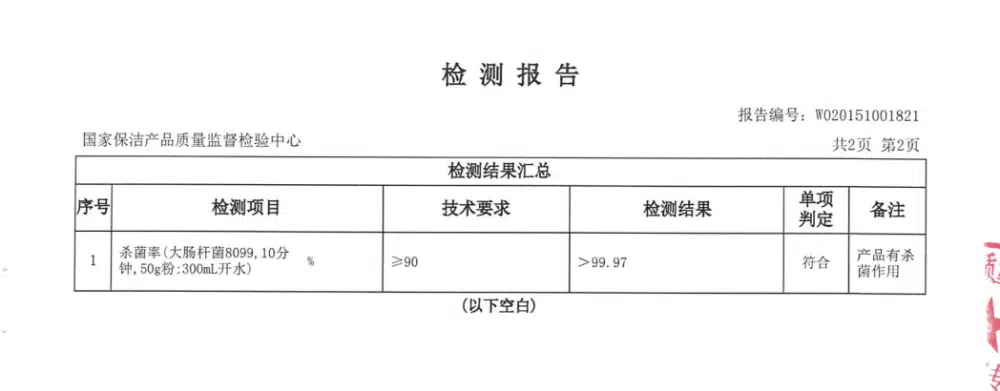 检测报告
报告编号：W020151001821
国家保洁产品质量监督检验中心
共2页 第2页
检测结果汇总
序号 检测项目 技术要求 检测结果 单项判定 备注
1 杀菌率(大肠杆菌8099,10分钟,50g粉:300mL开水) % ≥90 >99.97 符合 产品有杀菌作用
(以下空白)
质
专